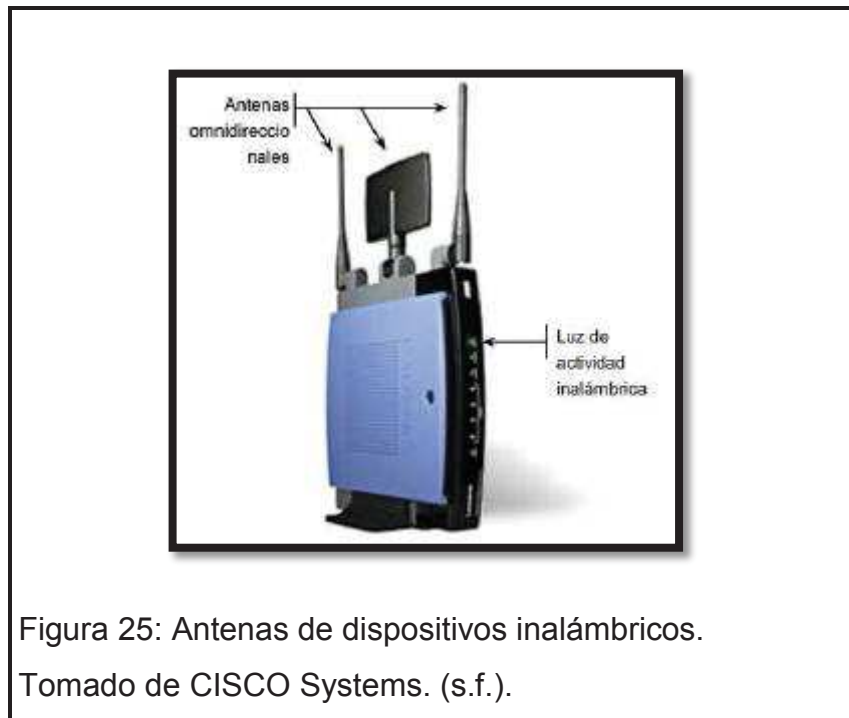 Antenas
omnidireccio
nales
Luz de
actividad
inalámbrica
Figura 25: Antenas de dispositivos inalámbricos.
Tomado de CISCO Systems. (s.f.).